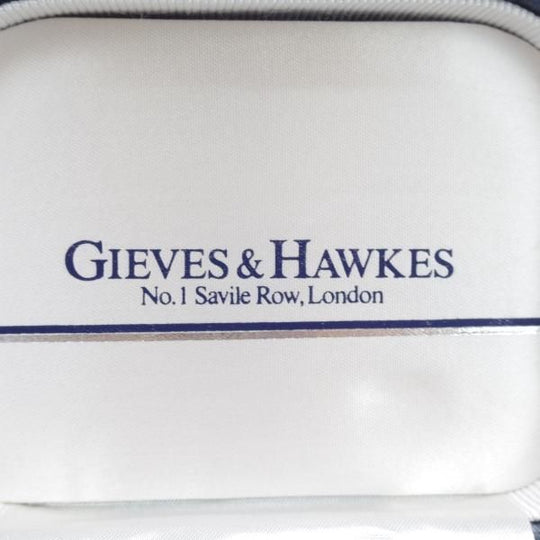 GIEVES & HAWKES
No. 1 Savile Row, London